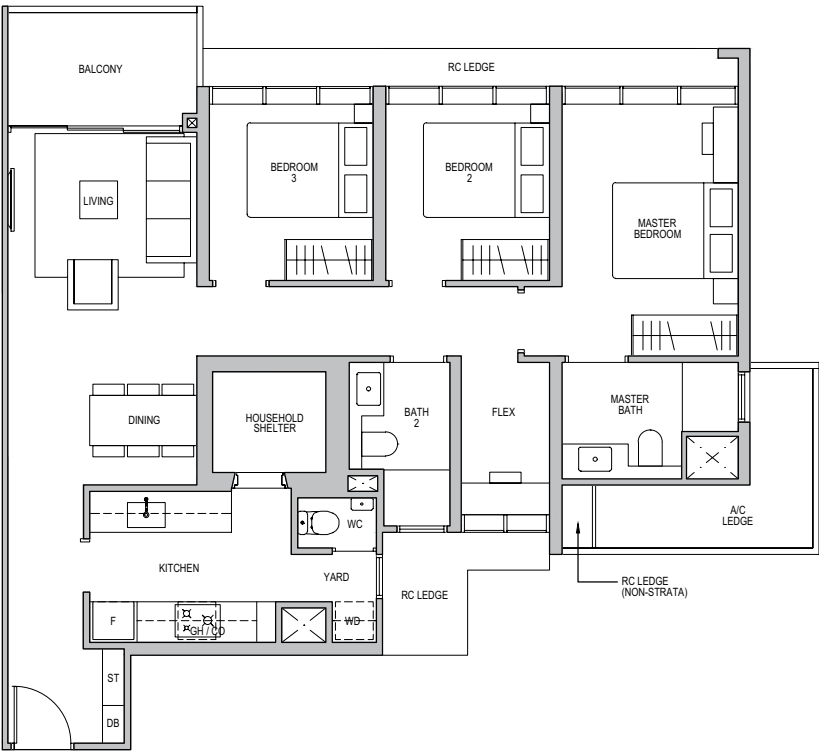 BALCONY
RC LEDGE
BEDROOM
3
BEDROOM
2
LIVING
MASTER
BEDROOM
DINING
HOUSEHOLD
SHELTER
BATH
2
FLEX
MASTER
BATH
A/C
LEDGE
WC
KITCHEN
YARD
RC LEDGE
RC LEDGE
(NON-STRATA)
F
GH / CO
WD
ST
DB